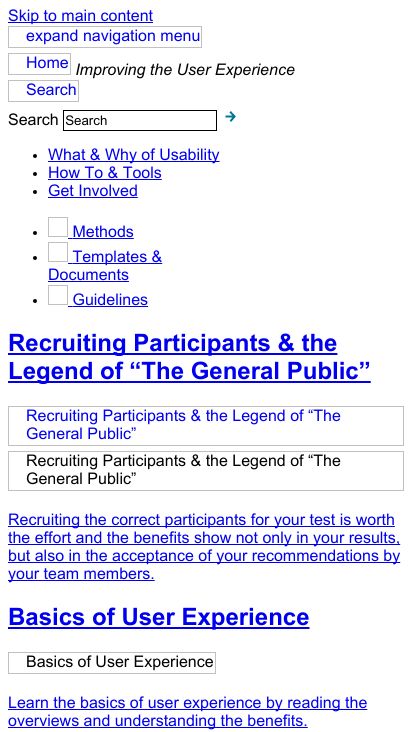 Skip to main content
expand navigation menu
Home Improving the User Experience
Search
Search Search
What & Why of Usability
How To & Tools
Get Involved
Methods
Templates &
Documents
Guidelines
Recruiting Participants & the
Legend of “The General Public”
Recruiting Participants & the Legend of “The
General Public”
Recruiting Participants & the Legend of “The
General Public”
Recruiting the correct participants for your test is worth
the effort and the benefits show not only in your results,
but also in the acceptance of your recommendations by
your team members.
Basics of User Experience
Basics of User Experience
Learn the basics of user experience by reading the
overviews and understanding the benefits.